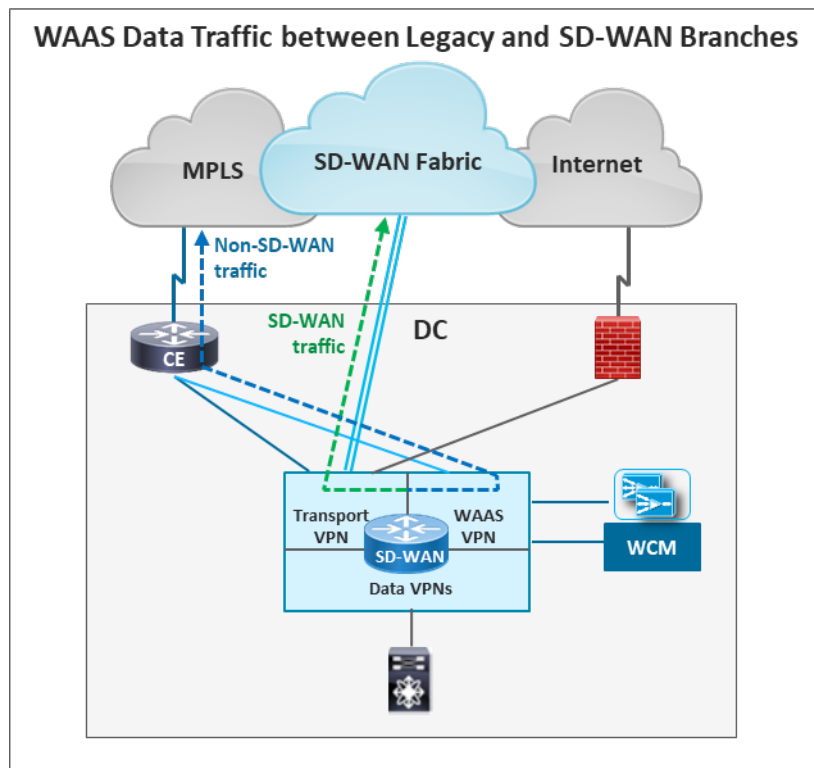 WAAS Data Traffic between Legacy and SD-WAN Branches
MPLS
SD-WAN Fabric
Internet
Non-SD-WAN
traffic
SD-WAN
traffic
DC
CE
Transport
VPN
WAAS
VPN
SD-WAN
Data VPNs
WCM